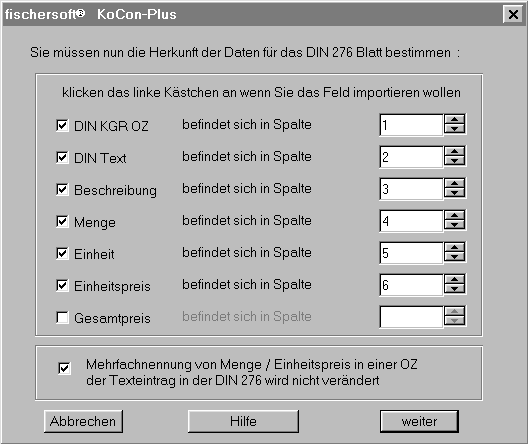 fischersoft® KoCon-Plus
Sie müssen nun die Herkunft der Daten für das DIN 276 Blatt bestimmen :
klicken das linke Kästchen an wenn Sie das Feld importieren wollen
DIN KGR OZ befindet sich in Spalte 1
DIN Text befindet sich in Spalte 2
Beschreibung befindet sich in Spalte 3
Menge befindet sich in Spalte 4
Einheit befindet sich in Spalte 5
Einheitspreis befindet sich in Spalte 6
Gesamtpreis befindet sich in Spalte
Mehrfachnennung von Menge / Einheitspreis in einer OZ
der Texteintrag in der DIN 276 wird nicht verändert
Abbrechen Hilfe weiter